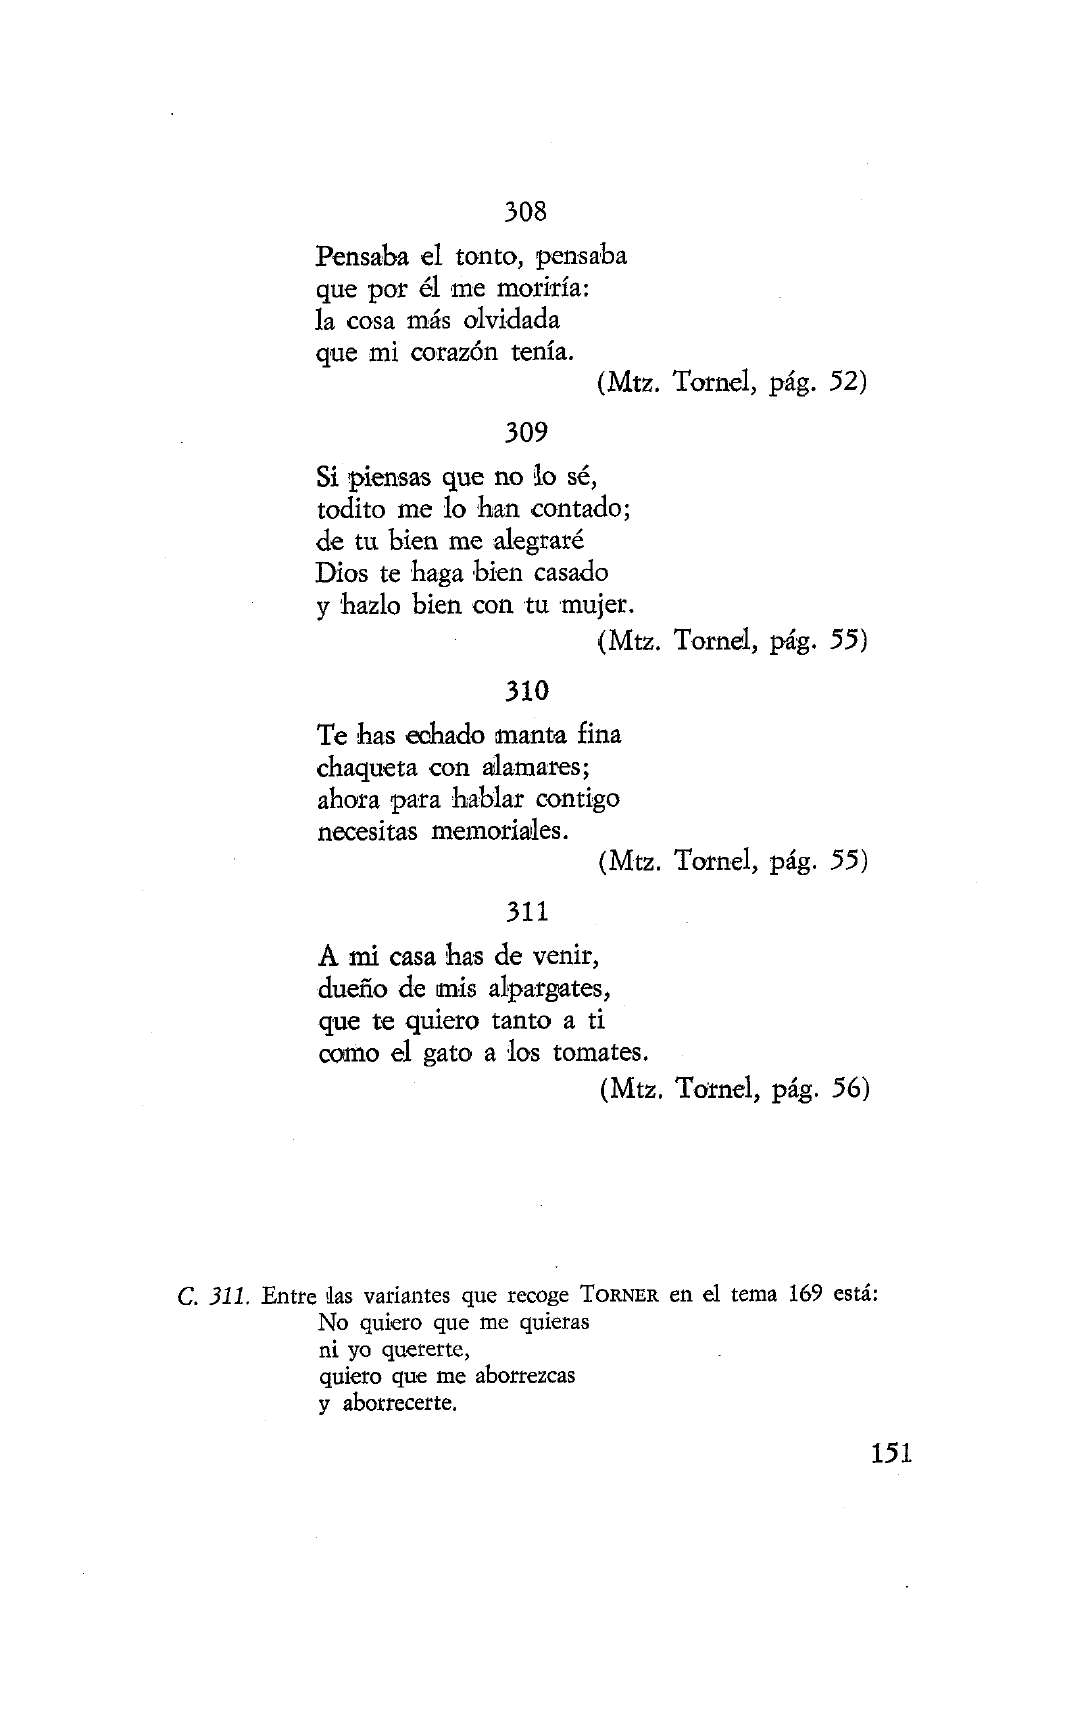 308
Pensaba el tonto, pensaba
que por él me moriría:
la cosa más olvidada
que mi corazón tenía.
(Mtz. Tornel, pág. 52)
309
Si piensas que no lo sé,
todito me lo han contado;
de tu bien me alegraré
Dios te haga bien casado
y hazlo bien con tu mujer.
(Mtz. Tornel, pág. 55)
310
Te has echado manta fina
chaqueta con alamares;
ahora para hablar contigo
necesitas memoriales.
(Mtz. Tornel, pág. 55)
311
A mi casa has de venir,
dueño de mis alpargates,
que te quiero tanto a ti
como el gato a los tomates.
(Mtz. Tornel, pág. 56)
C. 311. Entre las variantes que recoge TORNER en el tema 169 está:
No quiero que me quieras
ni yo quererte,
quiero que me aborrezcas
y aborrecerte.
151